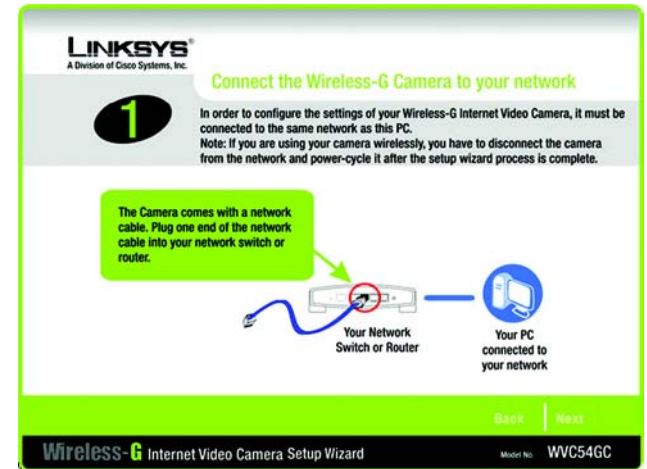 LINKSYS®
A Division of Cisco Systems, Inc.
Connect the Wireless-G Camera to your network
1
In order to configure the settings of your Wireless-G Internet Video Camera, it must be
connected to the same network as this PC.
Note: If you are using your camera wirelessly, you have to disconnect the camera
from the network and power-cycle it after the setup wizard process is complete.
The Camera comes with a network
cable. Plug one end of the network
cable into your network switch or
router.
Your Network
Switch or Router
Your PC
connected to
your network
Back Next
Wireless-G Internet Video Camera Setup Wizard
Model No. WVC54GC